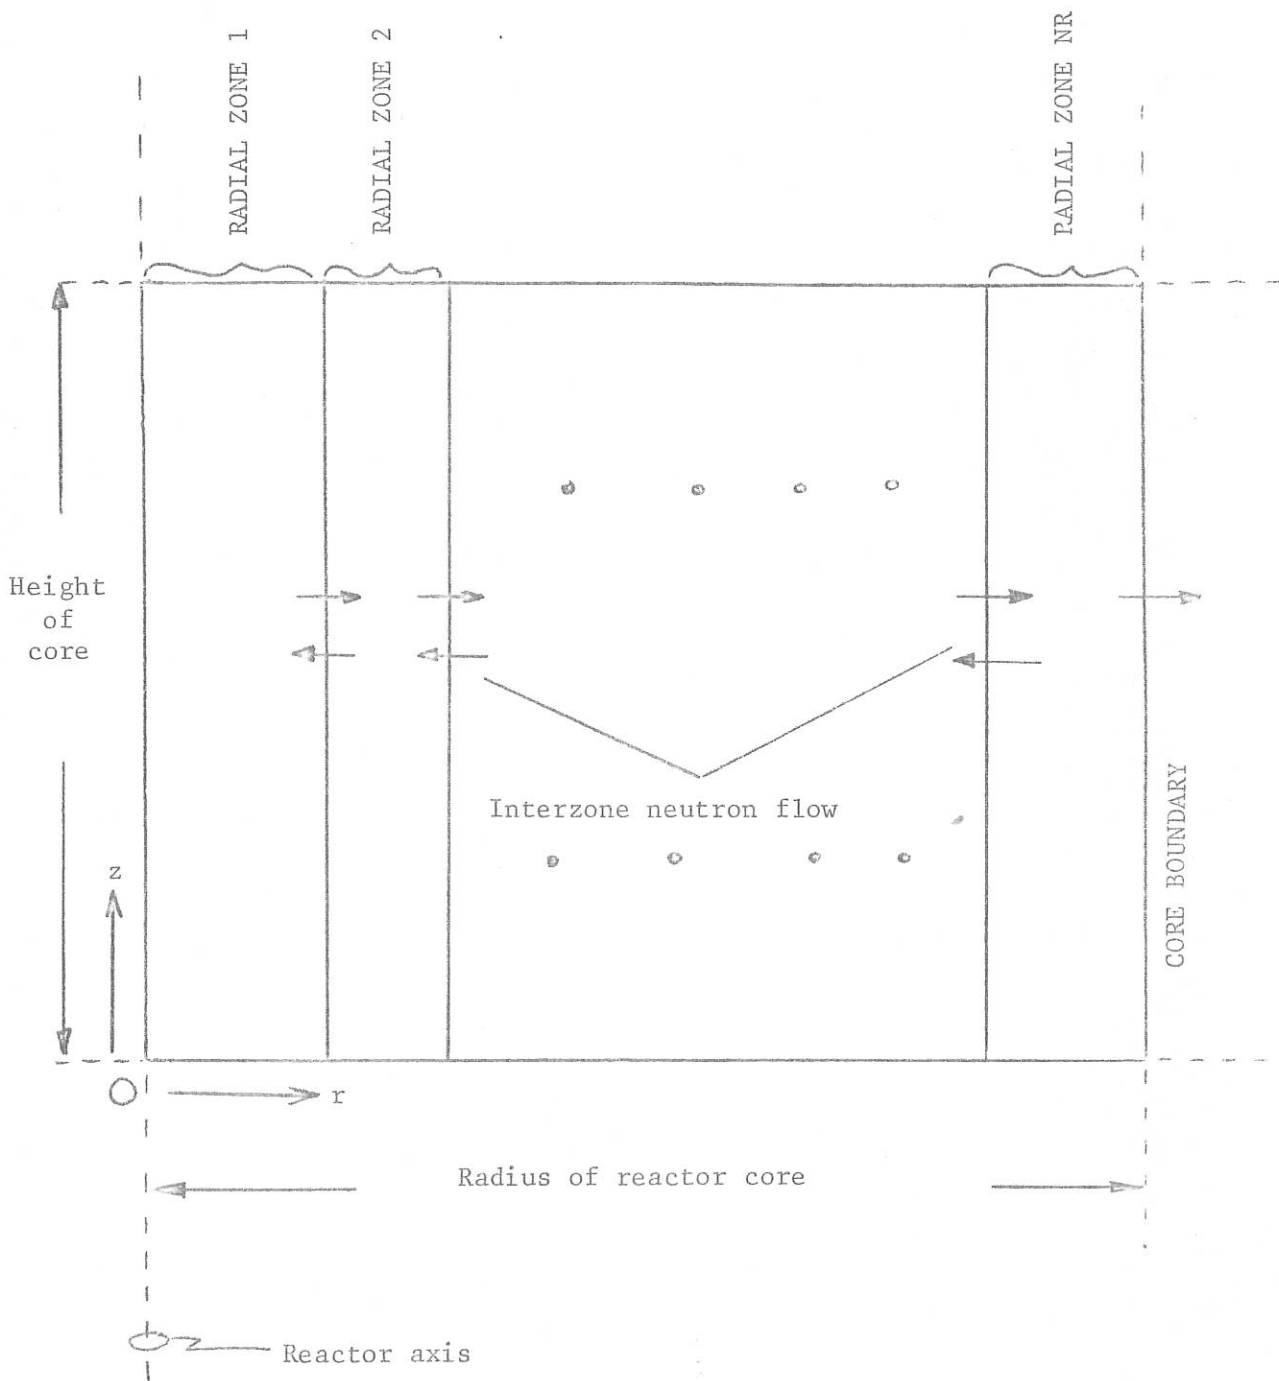 RADIAL ZONE 1
RADIAL ZONE 2
RADIAL ZONE NR
Height
of
core
Interzone neutron flow
z
CORE BOUNDARY
O
r
Radius of reactor core
Reactor axis